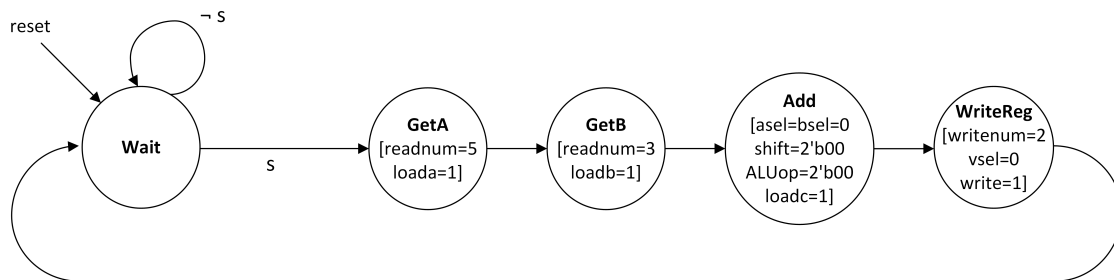 reset
¬ s
Wait
S
GetA
[readnum=5
loada=1]
GetB
[readnum=3
loadb=1]
Add
[asel=bsel=0
shift=2'b00
ALUop=2'b00
loadc=1]
WriteReg
[writenum=2
vsel=0
write=1]